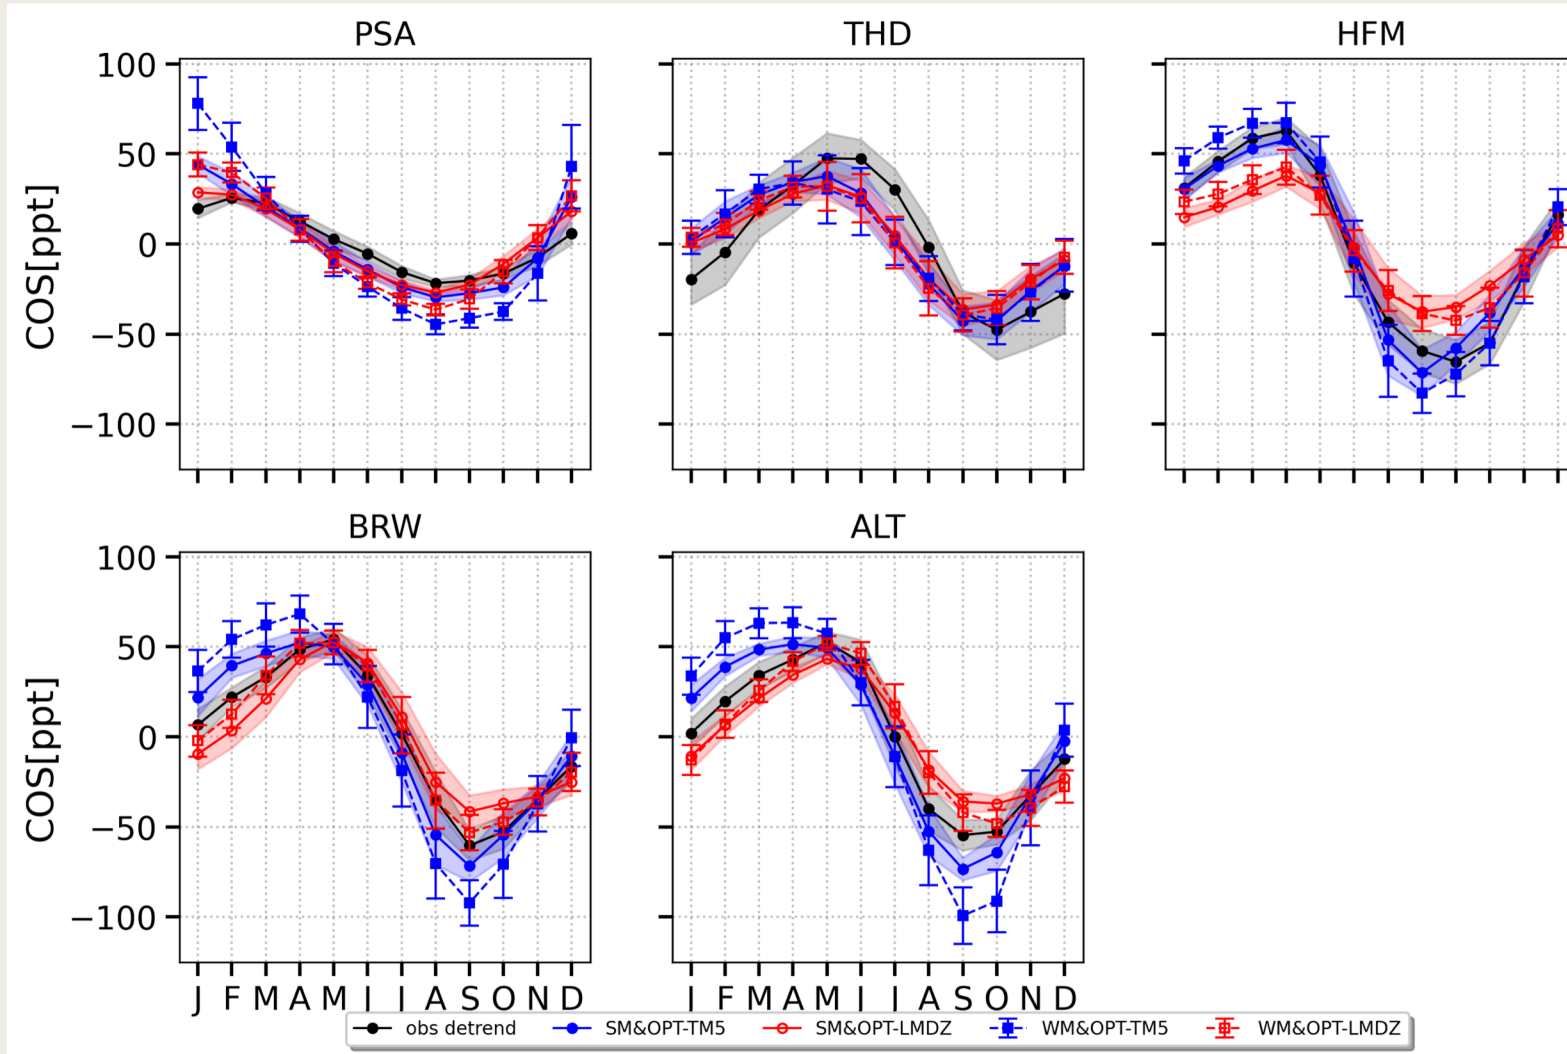 PSA THD HFM
100
50
0
−50
−100
COS[ppt]
BRW ALT
100
50
0
−50
−100
COS[ppt]
J F M A M J J A S O N D J F M A M J J A S O N D
obs detrend SM&OPT-TM5 SM&OPT-LMDZ WM&OPT-TM5 WM&OPT-LMDZ